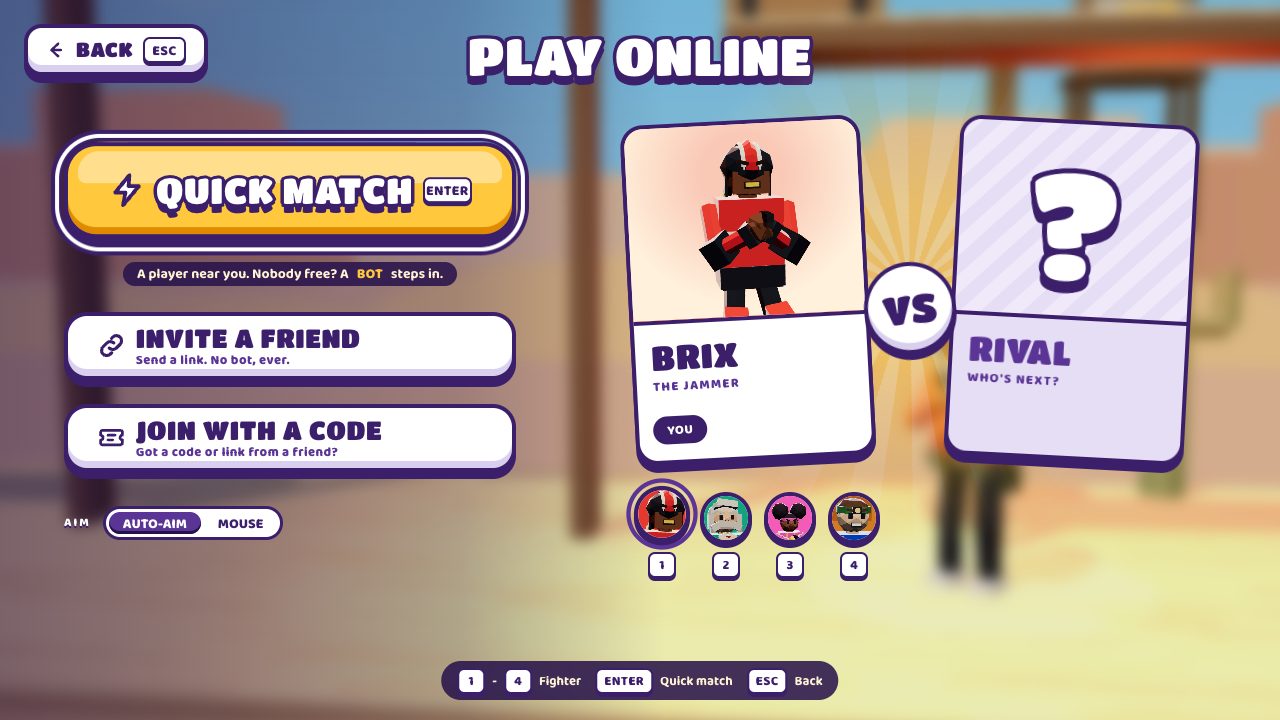 BACK ESC
PLAY ONLINE
QUICK MATCH ENTER
A player near you. Nobody free? A BOT steps in.
INVITE A FRIEND
Send a link. No bot, ever.
JOIN WITH A CODE
Got a code or link from a friend?
AIM AUTO-AIM MOUSE
BRIX
THE JAMMER
YOU
VS
?
RIVAL
WHO'S NEXT?
1 2 3 4
1 - 4 Fighter ENTER Quick match ESC Back